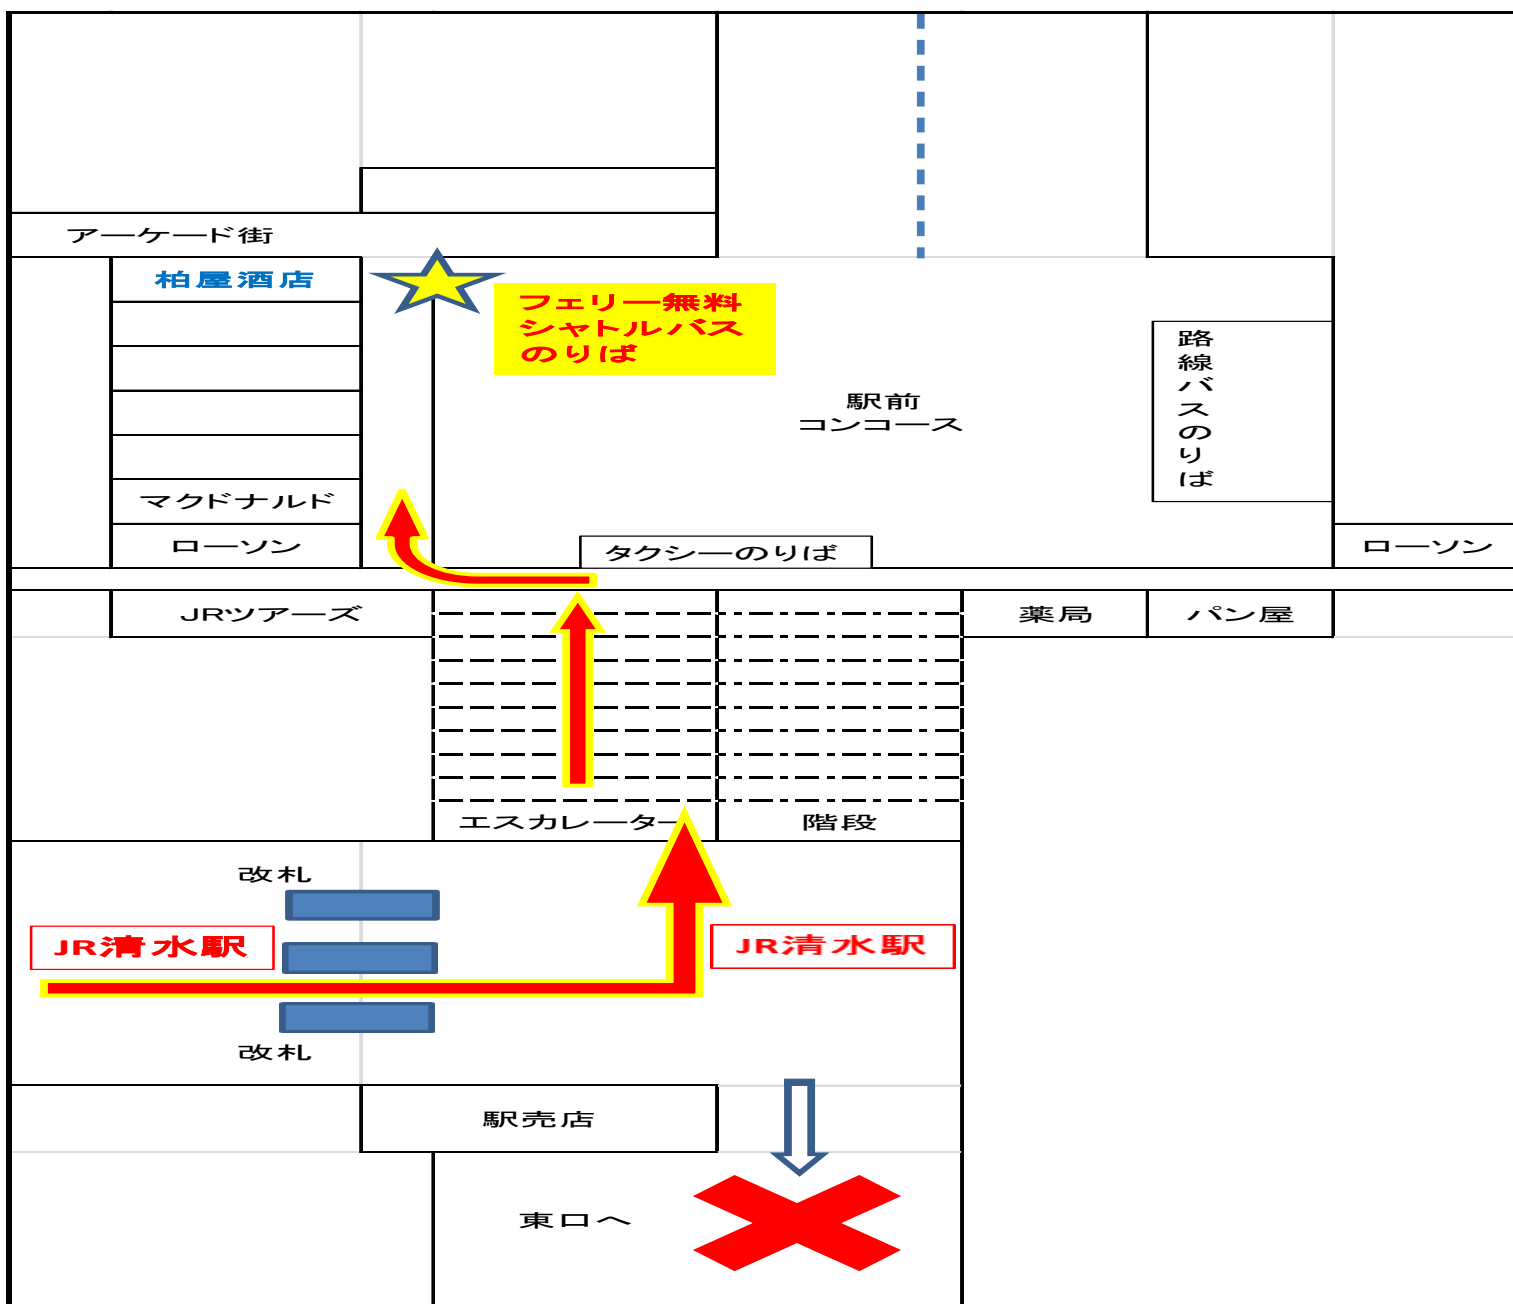 アーケード街
柏屋酒店
フェリー無料
シャトルバス
のりば
路線バスのりば
駅前
コンコース
マクドナルド
ローソン
タクシーのりば
ローソン
JRツアーズ
薬局
パン屋
エスカレーター
階段
改札
JR清水駅
JR清水駅
改札
駅売店
東口へ